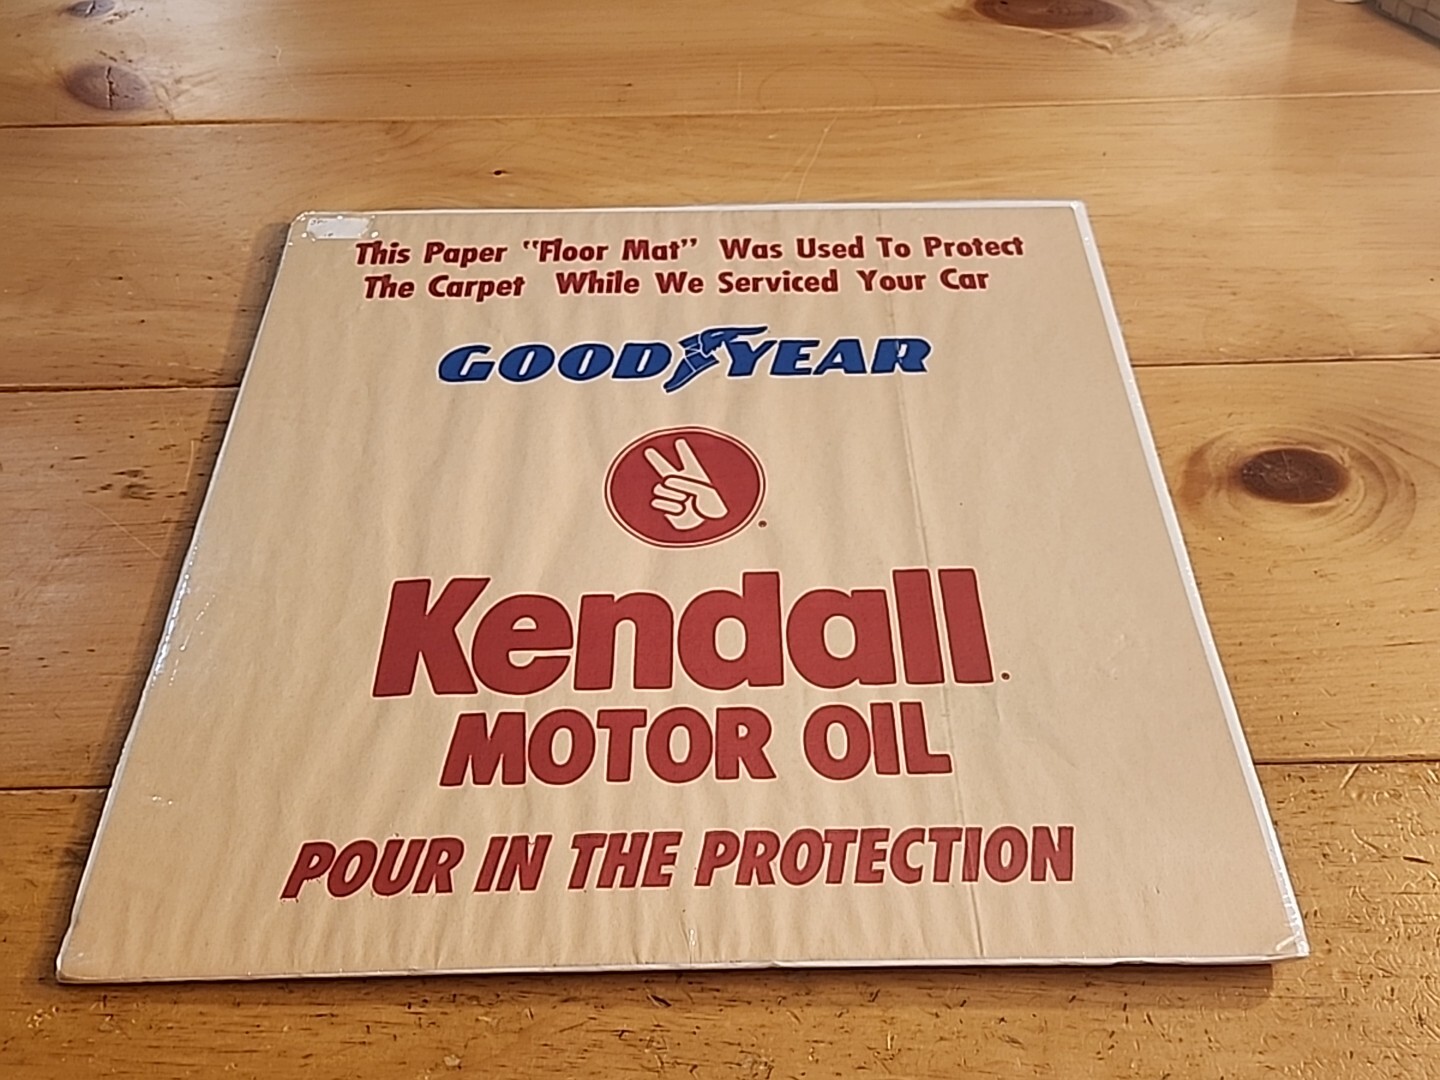 This Paper "Floor Mat" Was Used To Protect
The Carpet While We Serviced Your Car
GOODYEAR
Kendall
MOTOR OIL
POUR IN THE PROTECTION